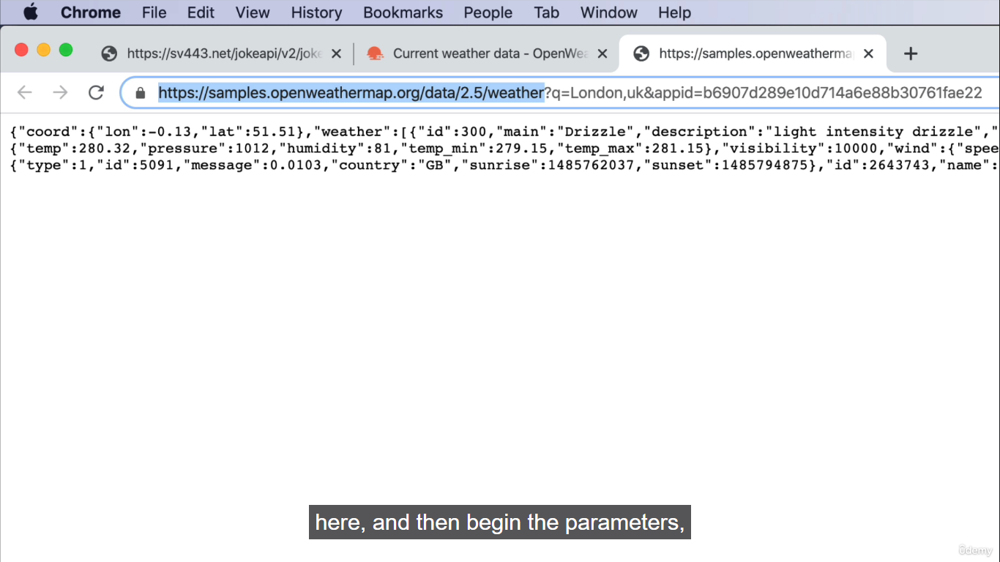 Chrome File Edit View History Bookmarks People Tab Window Help
https://sv443.net/jokeapi/v2/joke Current weather data - OpenWea https://samples.openweatherma
https://samples.openweathermap.org/data/2.5/weather?q=London,uk&appid=b6907d289e10d714a6e88b30761fae22
{"coord":{"lon":-0.13,"lat":51.51},"weather":[{"id":300,"main":"Drizzle","description":"light intensity drizzle","
{"temp":280.32,"pressure":1012,"humidity":81,"temp_min":279.15,"temp_max":281.15},"visibility":10000,"wind":{"spee
{"type":1,"id":5091,"message":0.0103,"country":"GB","sunrise":1485762037,"sunset":1485794875},"id":2643743,"name":
here, and then begin the parameters,
ûdemy